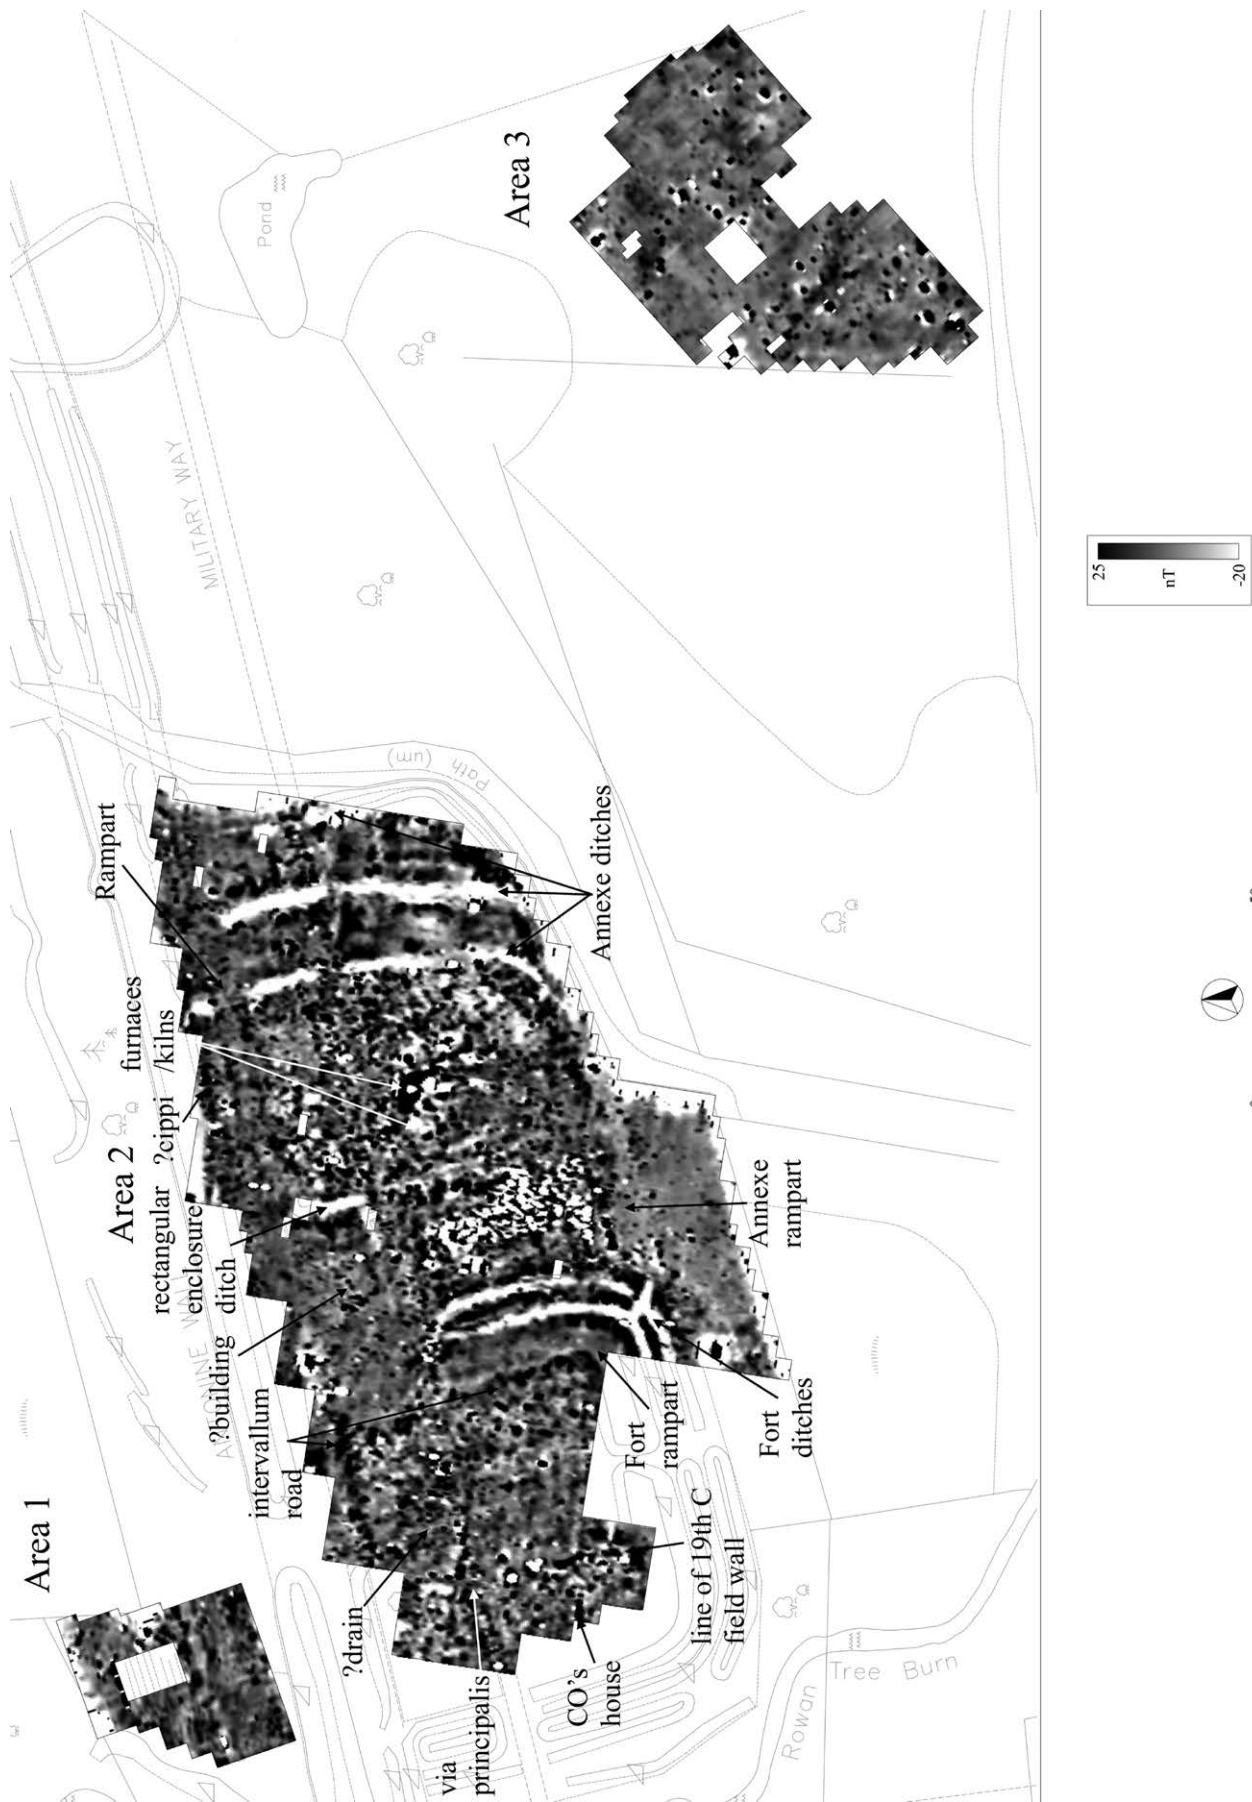 Area 1
Area 2
Area 3
Rampart
furnaces
/kilns
?cippi
rectangular
enclosure
ditch
?building
intervallum
road
?drain
via
principalis
CO's
house
line of 19th C
field wall
Fort
rampart
Fort
ditches
Annexe
rampart
Annexe ditches
MILITARY WAY
Pond
Path (um)
Rowan
Tree Burn
25
nT
-20